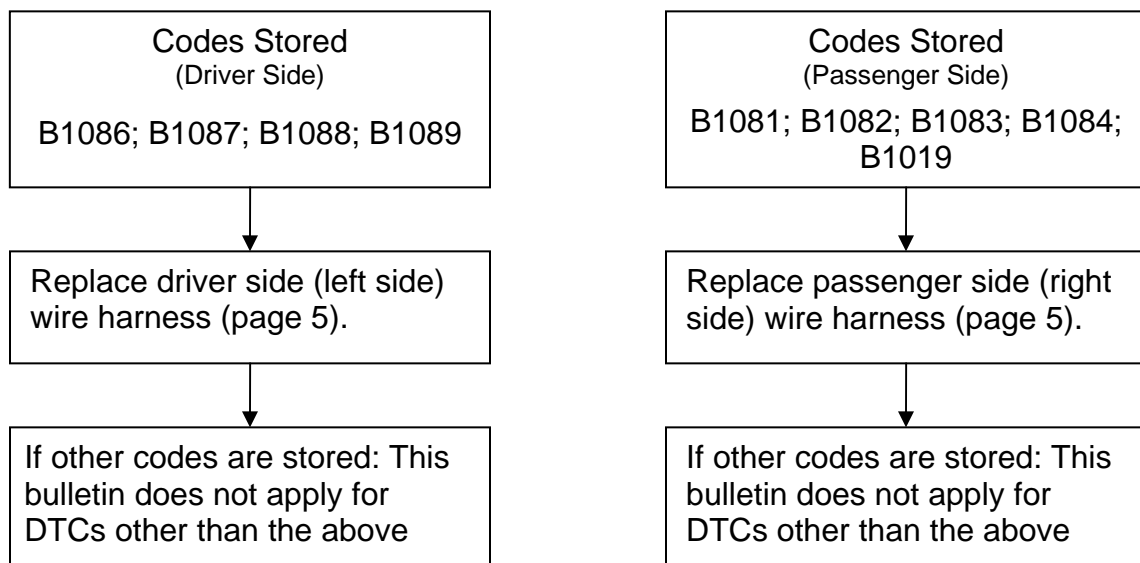 Codes Stored
(Driver Side)
B1086; B1087; B1088; B1089
Replace driver side (left side)
wire harness (page 5).
If other codes are stored: This
bulletin does not apply for
DTCs other than the above
Codes Stored
(Passenger Side)
B1081; B1082; B1083; B1084;
B1019
Replace passenger side (right
side) wire harness (page 5).
If other codes are stored: This
bulletin does not apply for
DTCs other than the above